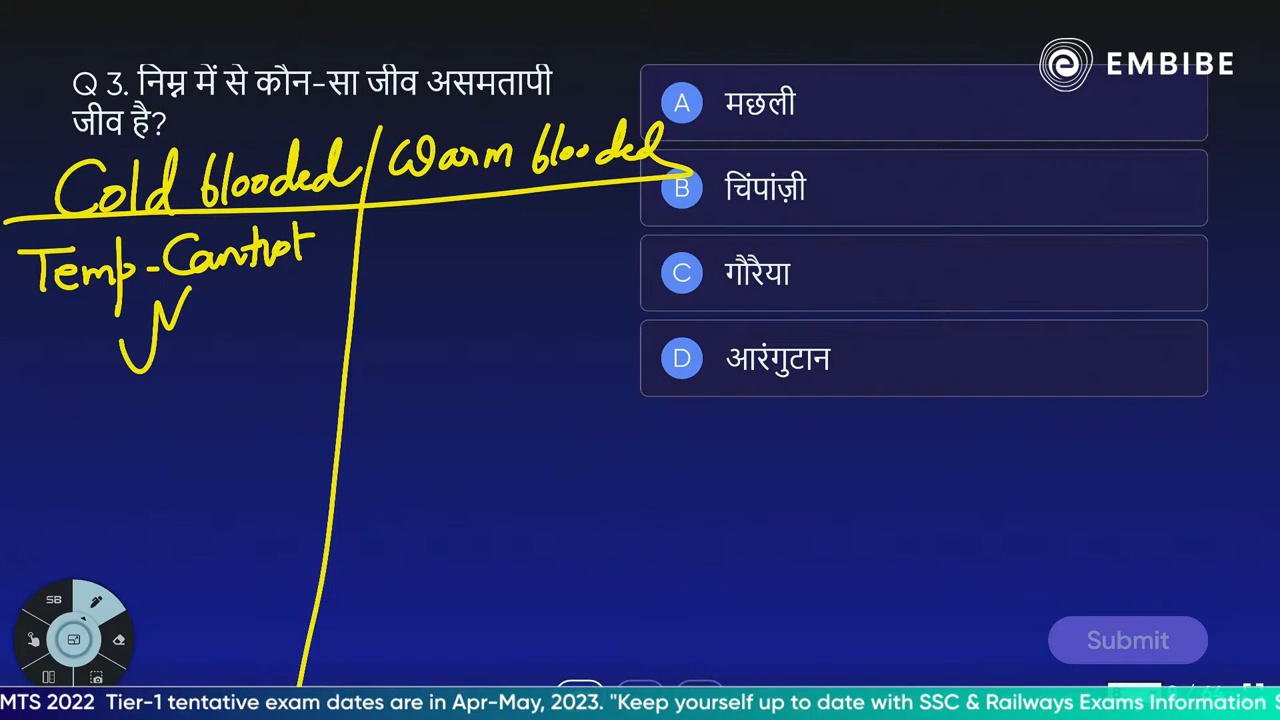 EMBIBE
Q 3. निम्न में से कौन-सा जीव असमतापी
जीव है?
A मछली
B चिंपांज़ी
C गौरैया
D आरंगुटान
Cold blooded / Warm blooded
Temp-Control
N
SB
Submit
MTS 2022 Tier-1 tentative exam dates are in Apr-May, 2023. "Keep yourself up to date with SSC & Railways Exams Information